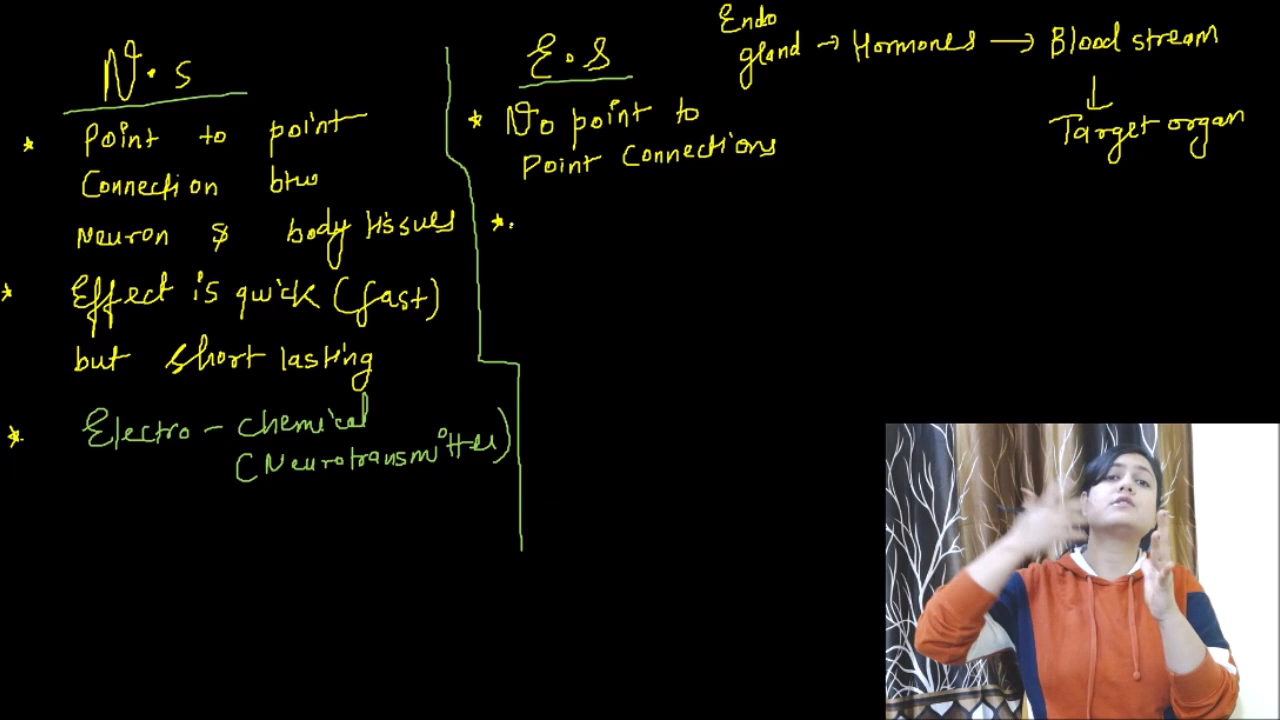 N.S
* Point to point
Connection btw
Neuron & body tissues
* Effect is quick (fast)
but short lasting
* Electro - chemical
(Neurotransmitter)
E.S
* No point to
Point Connections
*.
Endo
gland → Hormones → Blood stream
↓
Target organ